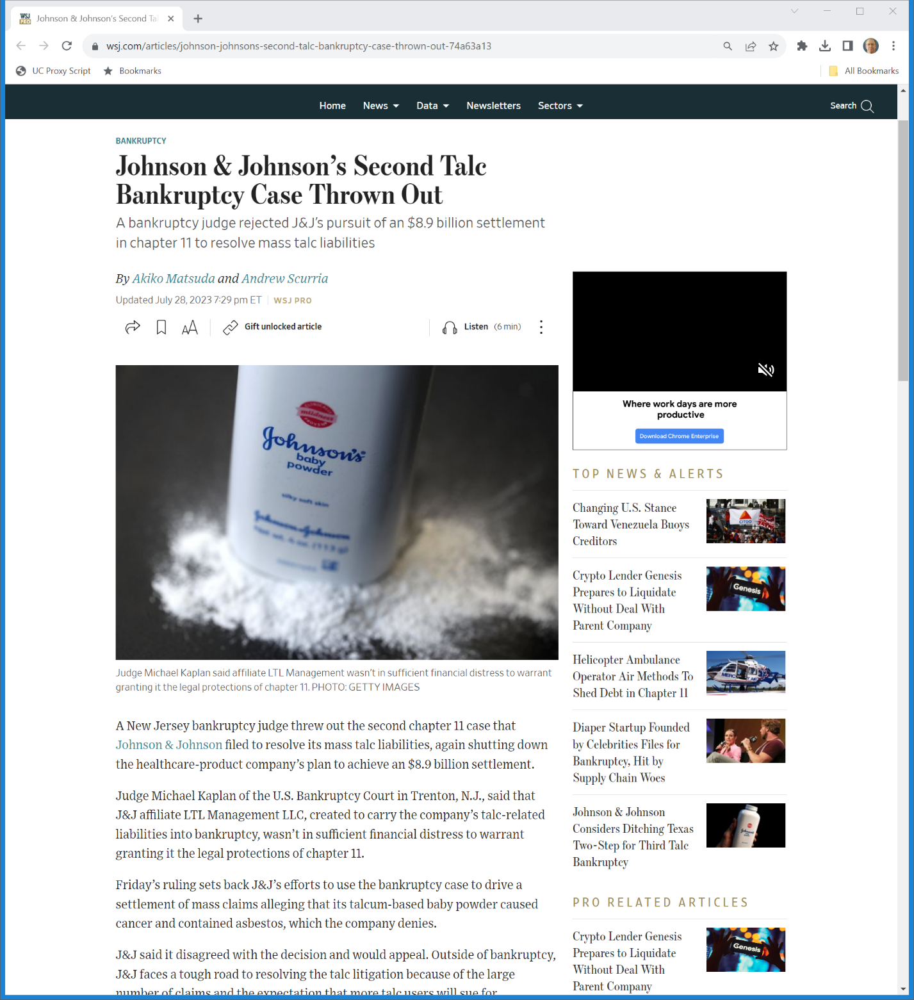 WSJ PRO
Johnson & Johnson's Second Ta
wsj.com/articles/johnson-johnsons-second-talc-bankruptcy-case-thrown-out-74a63a13
UC Proxy Script
Bookmarks
All Bookmarks
Home
News
Data
Newsletters
Sectors
Search
BANKRUPTCY
Johnson & Johnson’s Second Talc
Bankruptcy Case Thrown Out
A bankruptcy judge rejected J&J’s pursuit of an $8.9 billion settlement
in chapter 11 to resolve mass talc liabilities
By Akiko Matsuda and Andrew Scurria
Updated July 28, 2023 7:29 pm ET | WSJ PRO
AA
Gift unlocked article
Listen (6 min)
CLINICALLY
mildness
PROVEN
Johnson's
baby
powder
silky soft skin
Johnson & Johnson
Net wt. 4 oz. (113 g)
Judge Michael Kaplan said affiliate LTL Management wasn’t in sufficient financial distress to warrant
granting it the legal protections of chapter 11. PHOTO: GETTY IMAGES
A New Jersey bankruptcy judge threw out the second chapter 11 case that
Johnson & Johnson filed to resolve its mass talc liabilities, again shutting down
the healthcare-product company’s plan to achieve an $8.9 billion settlement.
Judge Michael Kaplan of the U.S. Bankruptcy Court in Trenton, N.J., said that
J&J affiliate LTL Management LLC, created to carry the company’s talc-related
liabilities into bankruptcy, wasn’t in sufficient financial distress to warrant
granting it the legal protections of chapter 11.
Friday’s ruling sets back J&J’s efforts to use the bankruptcy case to drive a
settlement of mass claims alleging that its talcum-based baby powder caused
cancer and contained asbestos, which the company denies.
J&J said it disagreed with the decision and would appeal. Outside of bankruptcy,
J&J faces a tough road to resolving the talc litigation because of the large
number of claims and the expectation that more talc users will sue for
Where work days are more
productive
Download Chrome Enterprise
TOP NEWS & ALERTS
Changing U.S. Stance
Toward Venezuela Buoys
Creditors
CITGO
Crypto Lender Genesis
Prepares to Liquidate
Without Deal With
Parent Company
Genesis
Helicopter Ambulance
Operator Air Methods To
Shed Debt in Chapter 11
Diaper Startup Founded
by Celebrities Files for
Bankruptcy, Hit by
Supply Chain Woes
Johnson & Johnson
Considers Ditching Texas
Two-Step for Third Talc
Bankruptcy
Johnson's
PRO RELATED ARTICLES
Crypto Lender Genesis
Prepares to Liquidate
Without Deal With
Parent Company
Genesis